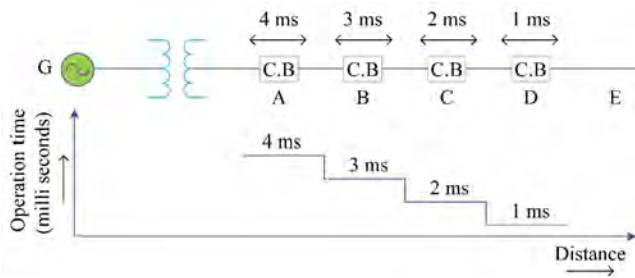 4 ms 3 ms 2 ms 1 ms
G C.B C.B C.B C.B
A B C D E
4 ms
3 ms
2 ms
1 ms
Operation time
(milli seconds)
Distance